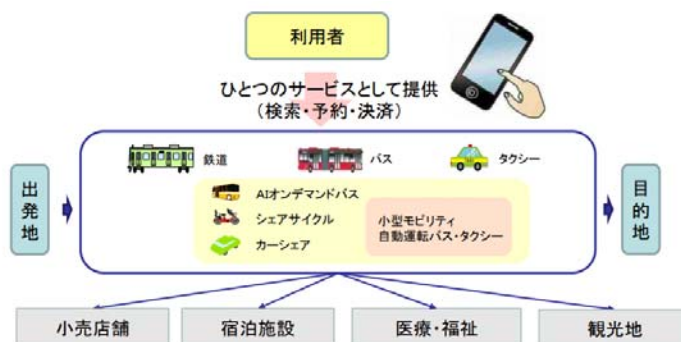 利用者
ひとつのサービスとして提供
(検索・予約・決済)
鉄道
バス
タクシー
出発地
目的地
AIオンデマンドバス
シェアサイクル
カーシェア
小型モビリティ
自動運転バス・タクシー
小売店舗
宿泊施設
医療・福祉
観光地